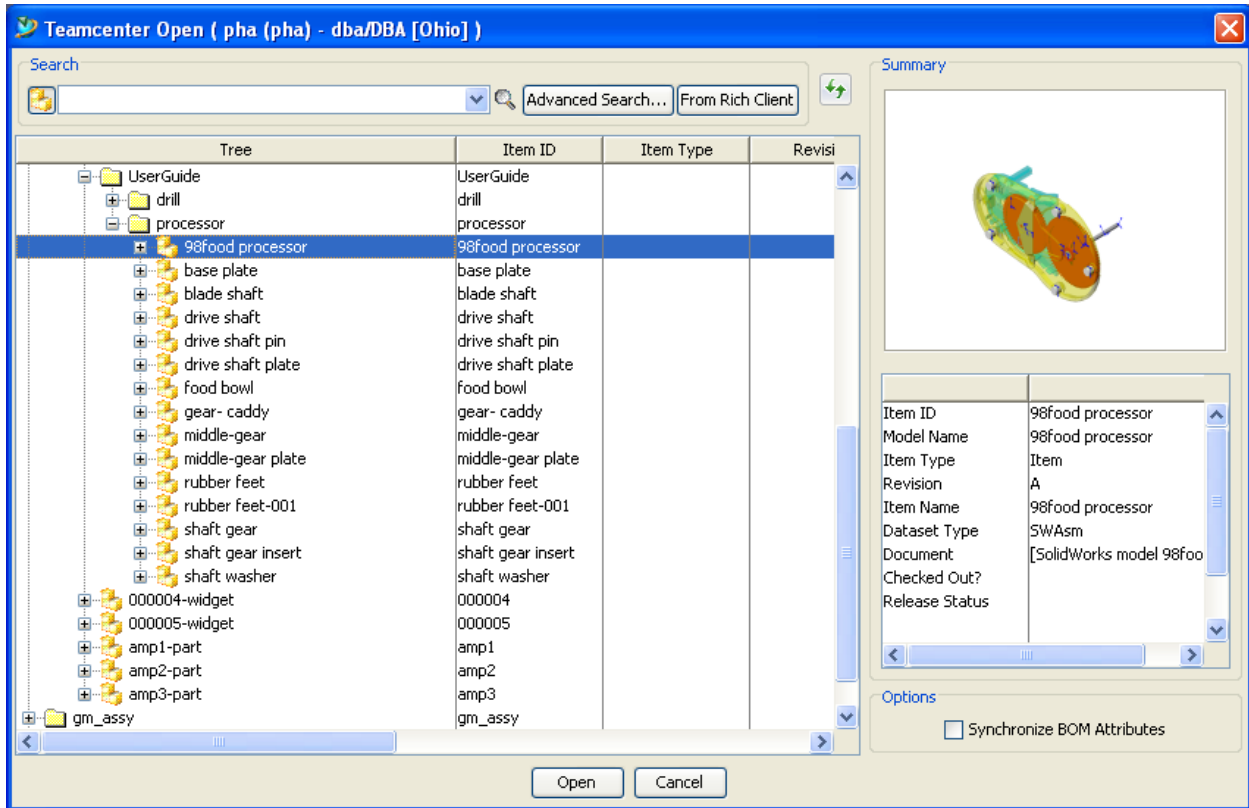 Teamcenter Open ( pha (pha) - dba/DBA [Ohio] )
Search
Advanced Search... From Rich Client
Tree Item ID Item Type Revisi
UserGuide UserGuide
drill drill
processor processor
98food processor 98food processor
base plate base plate
blade shaft blade shaft
drive shaft drive shaft
drive shaft pin drive shaft pin
drive shaft plate drive shaft plate
food bowl food bowl
gear- caddy gear- caddy
middle-gear middle-gear
middle-gear plate middle-gear plate
rubber feet rubber feet
rubber feet-001 rubber feet-001
shaft gear shaft gear
shaft gear insert shaft gear insert
shaft washer shaft washer
000004-widget 000004
000005-widget 000005
amp1-part amp1
amp2-part amp2
amp3-part amp3
gm_assy gm_assy
Summary
Item ID 98food processor
Model Name 98food processor
Item Type Item
Revision A
Item Name 98food processor
Dataset Type SWAsm
Document [SolidWorks model 98foo
Checked Out?
Release Status
Options
Synchronize BOM Attributes
Open Cancel